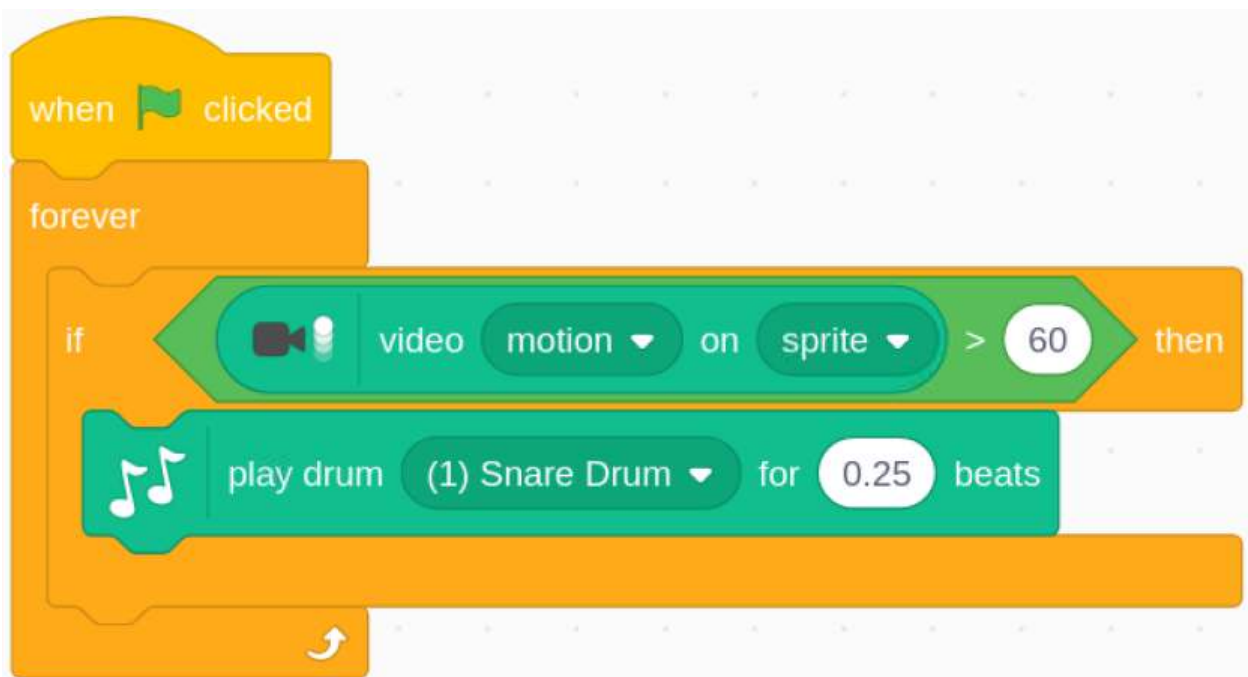 when clicked
forever
if video motion on sprite > 60 then
play drum (1) Snare Drum for 0.25 beats